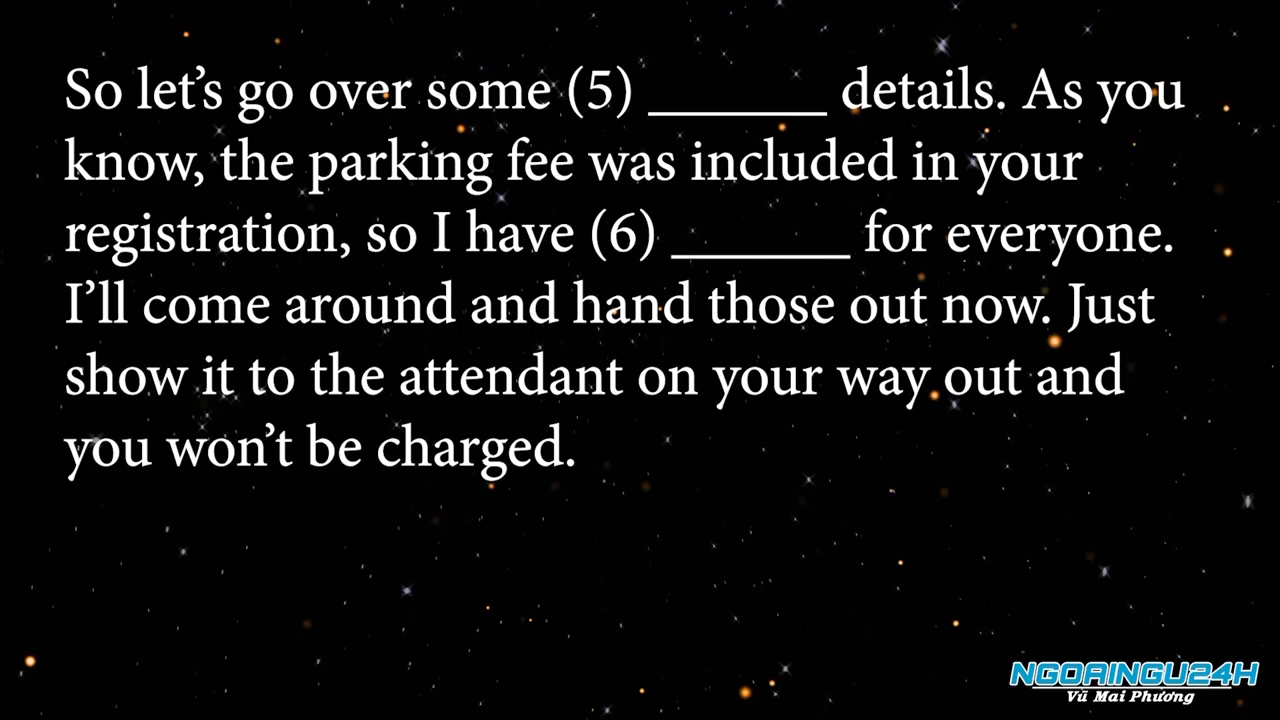 So let’s go over some (5) _______ details. As you
know, the parking fee was included in your
registration, so I have (6) _______ for everyone.
I’ll come around and hand those out now. Just
show it to the attendant on your way out and
you won’t be charged.
NGOAINGU24H
Vũ Mai Phương